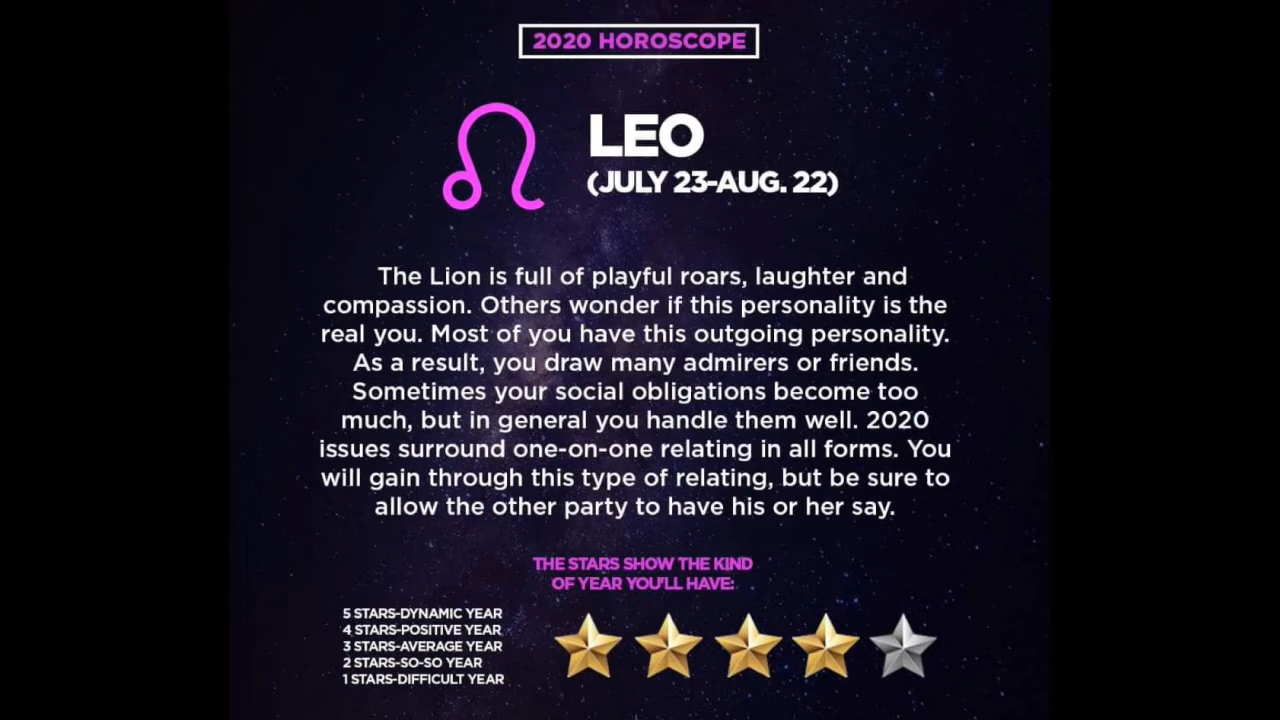 2020 HOROSCOPE
LEO
(JULY 23-AUG. 22)
The Lion is full of playful roars, laughter and
compassion. Others wonder if this personality is the
real you. Most of you have this outgoing personality.
As a result, you draw many admirers or friends.
Sometimes your social obligations become too
much, but in general you handle them well. 2020
issues surround one-on-one relating in all forms. You
will gain through this type of relating, but be sure to
allow the other party to have his or her say.
THE STARS SHOW THE KIND
OF YEAR YOU'LL HAVE:
5 STARS-DYNAMIC YEAR
4 STARS-POSITIVE YEAR
3 STARS-AVERAGE YEAR
2 STARS-SO-SO YEAR
1 STARS-DIFFICULT YEAR